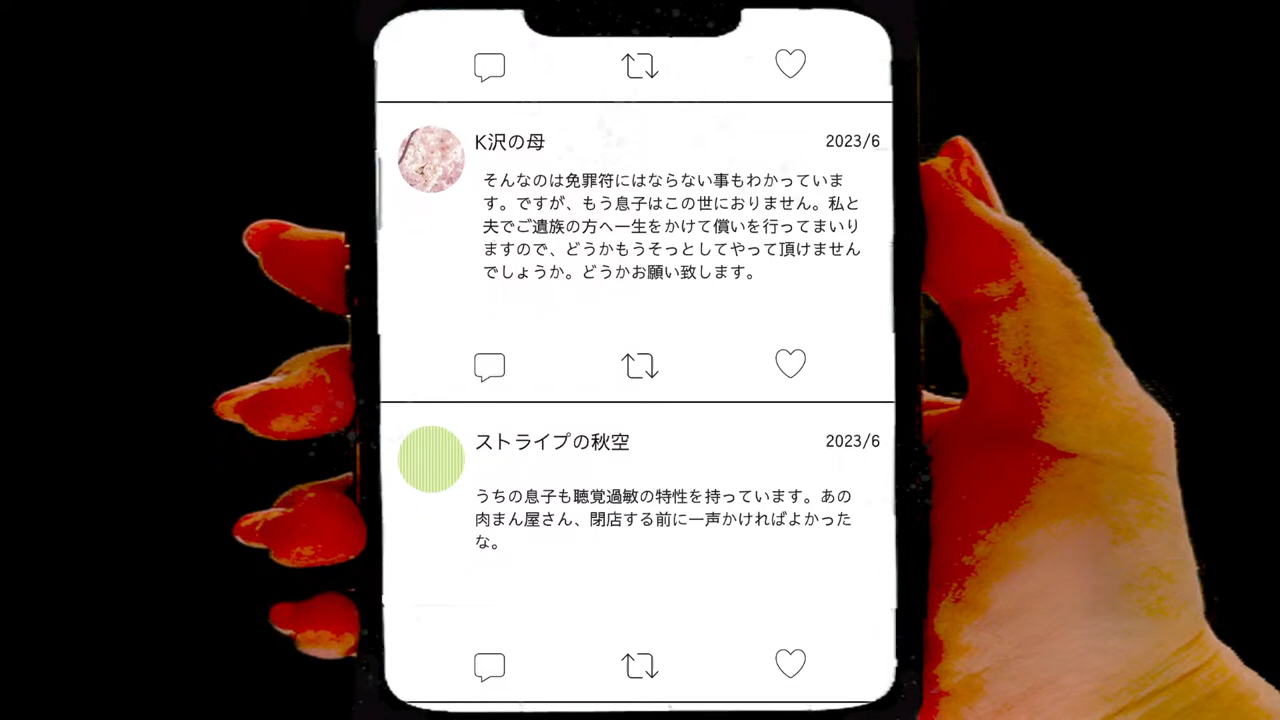 K沢の母
2023/6
そんなのは免罪符にはならない事もわかっていま
す。ですが、もう息子はこの世におりません。私と
夫でご遺族の方へ一生をかけて償いを行ってまいり
ますので、どうかもうそっとしてやって頂けません
でしょうか。どうかお願い致します。
ストライプの秋空
2023/6
うちの息子も聴覚過敏の特性を持っています。あの
肉まん屋さん、閉店する前に一声かければよかった
な。